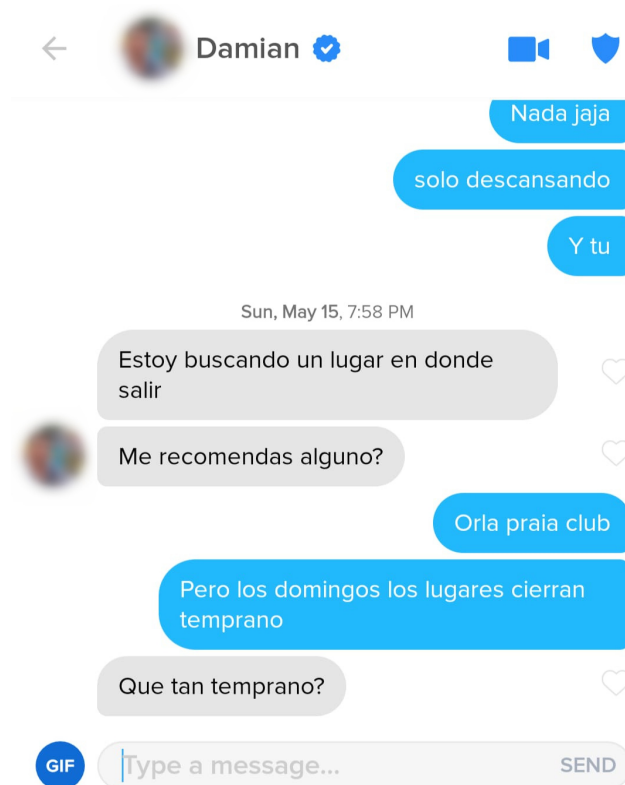 Damian
Nada jaja
solo descansando
Y tu
Sun, May 15, 7:58 PM
Estoy buscando un lugar en donde
salir
Me recomendas alguno?
Orla praia club
Pero los domingos los lugares cierran
temprano
Que tan temprano?
GIF
Type a message...
SEND